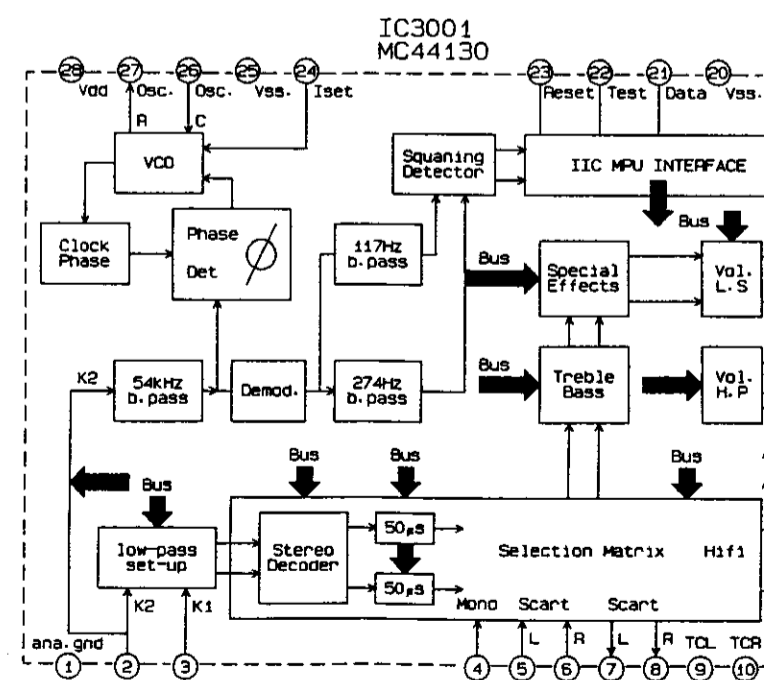 IC3001
MC44130
28 27 26 25 24 23 22 21 20
Vdd Osc. Osc. Vss. Iset Reset Test Data Vss.
R C
VCO
Squaning
Detector
IIC MPU INTERFACE
Clock
Phase
Phase
Det
117Hz
b.pass
Bus
Bus
Special
Effects
Vol.
L.S
K2
54kHz
b.pass
Demod.
274Hz
b.pass
Bus
Treble
Bass
Vol.
H.P
Bus
Bus
Bus
Bus
low-pass
set-up
Stereo
Decoder
50µs
50µs
Selection Matrix Hifi
K2 K1
Mono Scart Scart
ana.gnd
L R L R TCL TCR
1 2 3 4 5 6 7 8 9 10